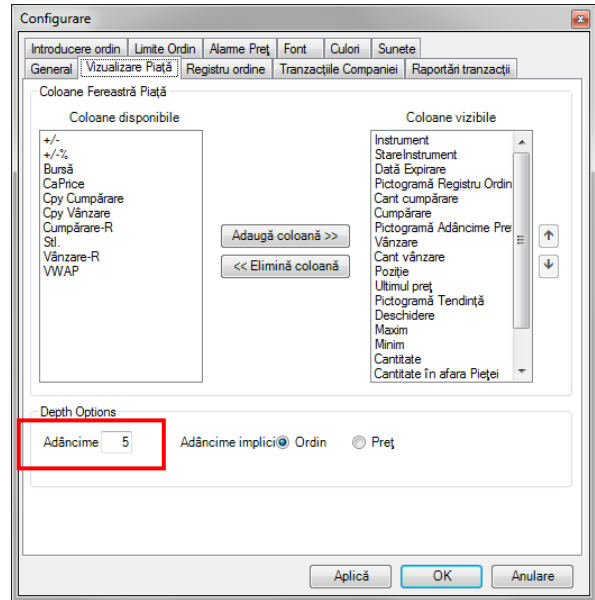 Configurare
Introducere ordin Limite Ordin Alarme Preţ Font Culori Sunete
General Vizualizare Piaţă Registru ordine Tranzacţiile Companiei Raportări tranzacţii
Coloane Fereastră Piaţă
Coloane disponibile
+/-
+/-%
Bursă
CaPrice
Cpy Cumpărare
Cpy Vânzare
Cumpărare-R
Stl.
Vânzare-R
VWAP
Adaugă coloană >>
<< Elimină coloană
Coloane vizibile
Instrument
StareInstrument
Dată Expirare
Pictogramă Registru Ordin
Cant cumpărare
Cumpărare
Pictogramă Adâncime Pre
Vânzare
Cant vânzare
Poziţie
Ultimul preţ
Pictogramă Tendinţă
Deschidere
Maxim
Minim
Cantitate
Cantitate în afara Pieţei
Depth Options
Adâncime 5 Adâncime implici Ordin Preţ
Aplică OK Anulare